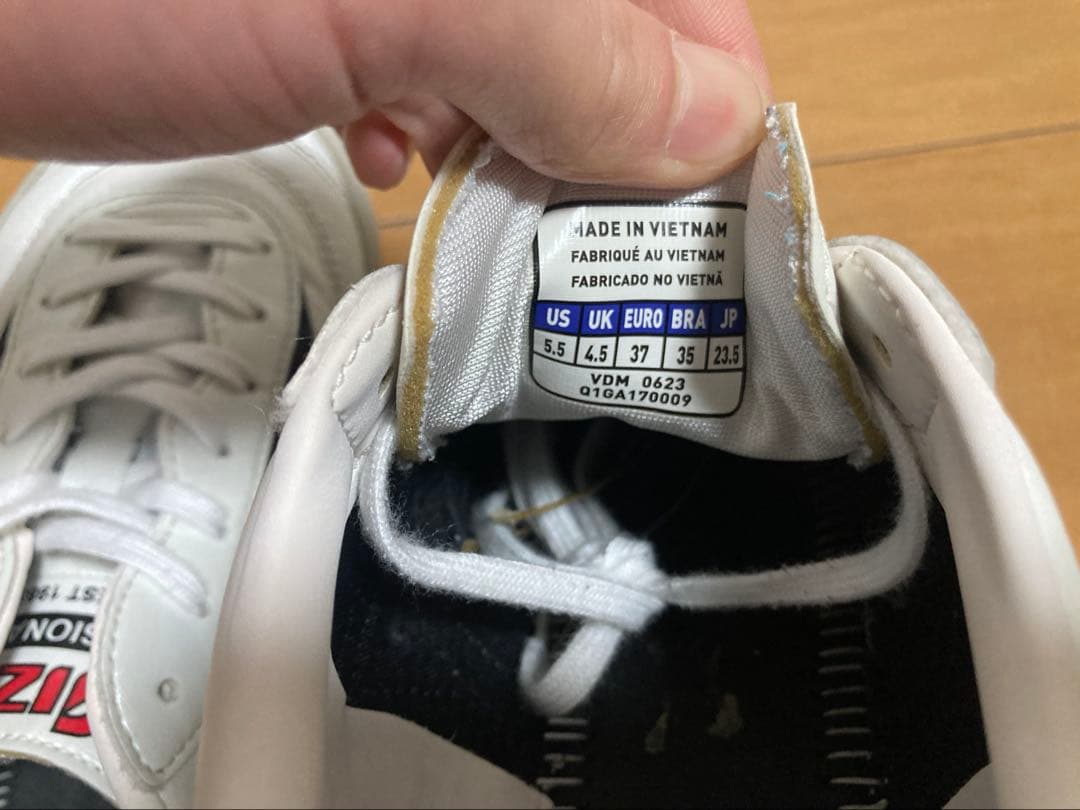 MADE IN VIETNAM
FABRIQUÉ AU VIETNAM
FABRICADO NO VIETNÃ
US UK EURO BRA JP
5.5 4.5 37 35 23.5
VDM 0623
Q1GA170009
EST